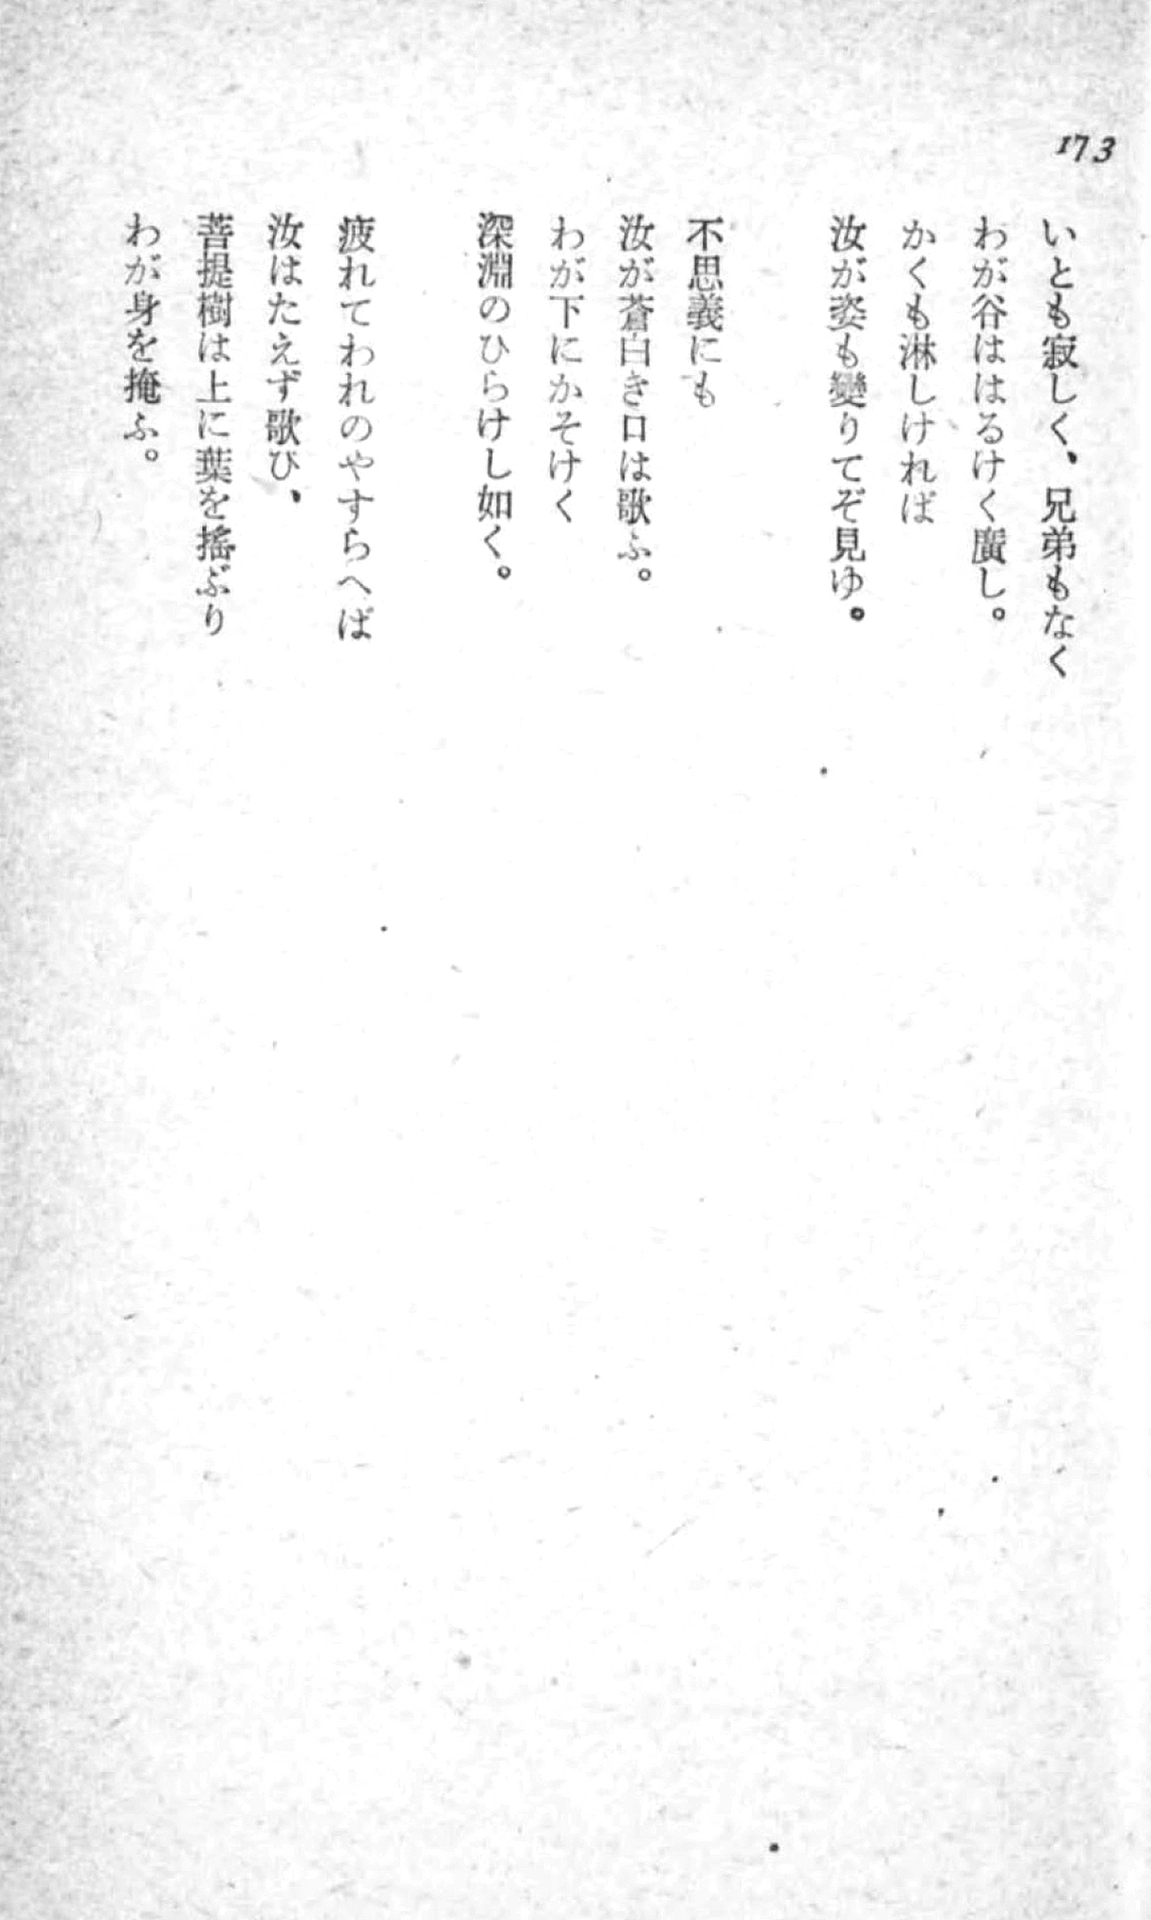 173
いとも寂しく、兄弟もなく
わが谷ははるけく廣し。
かくも淋しければ
汝が姿も變りてぞ見ゆ。
不思義にも
汝が蒼白き口は歌ふ。
わが下にかそけく
深淵のひらけし如く。
疲れてわれのやすらへば
汝はたえず歌ひ、
菩提樹は上に葉を搖ぶり
わが身を掩ふ。